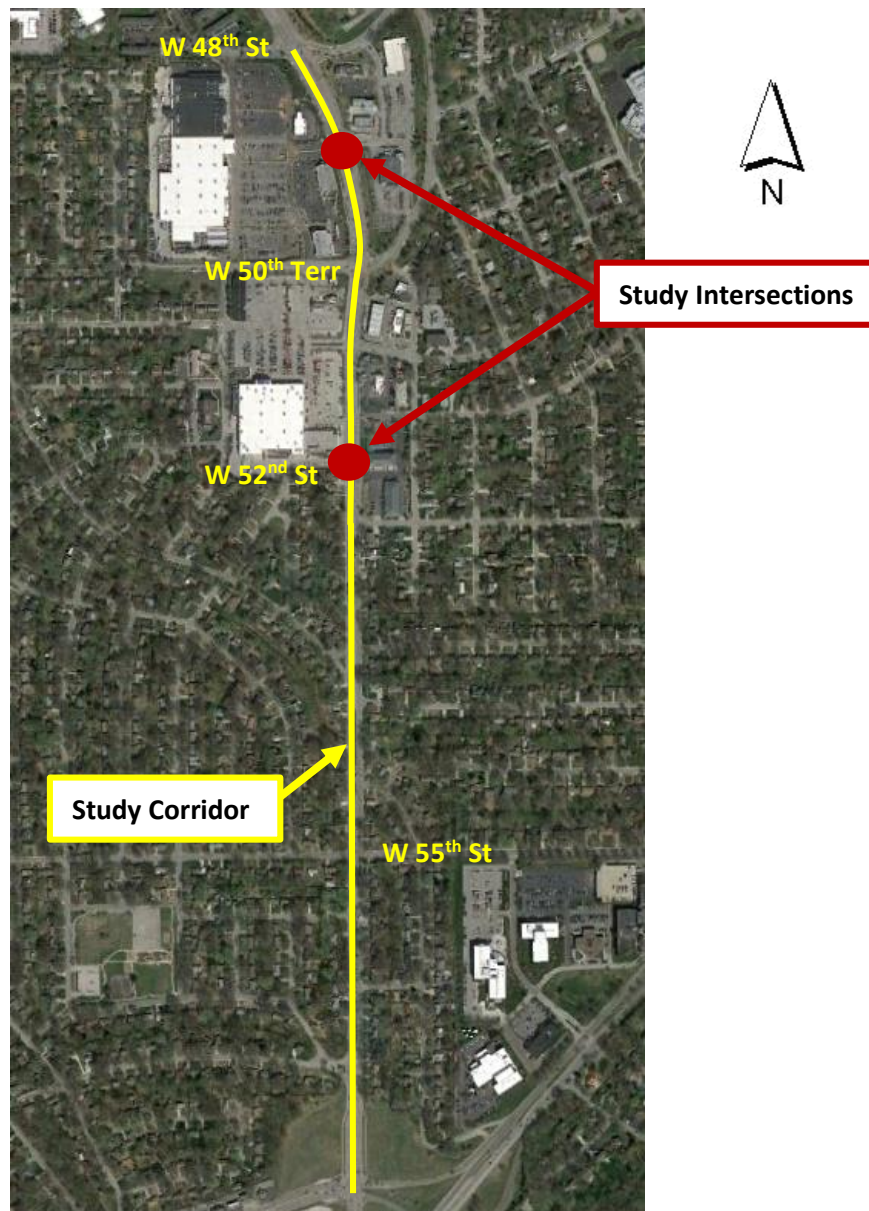 W 48th St
N
W 50th Terr
Study Intersections
W 52nd St
Study Corridor
W 55th St